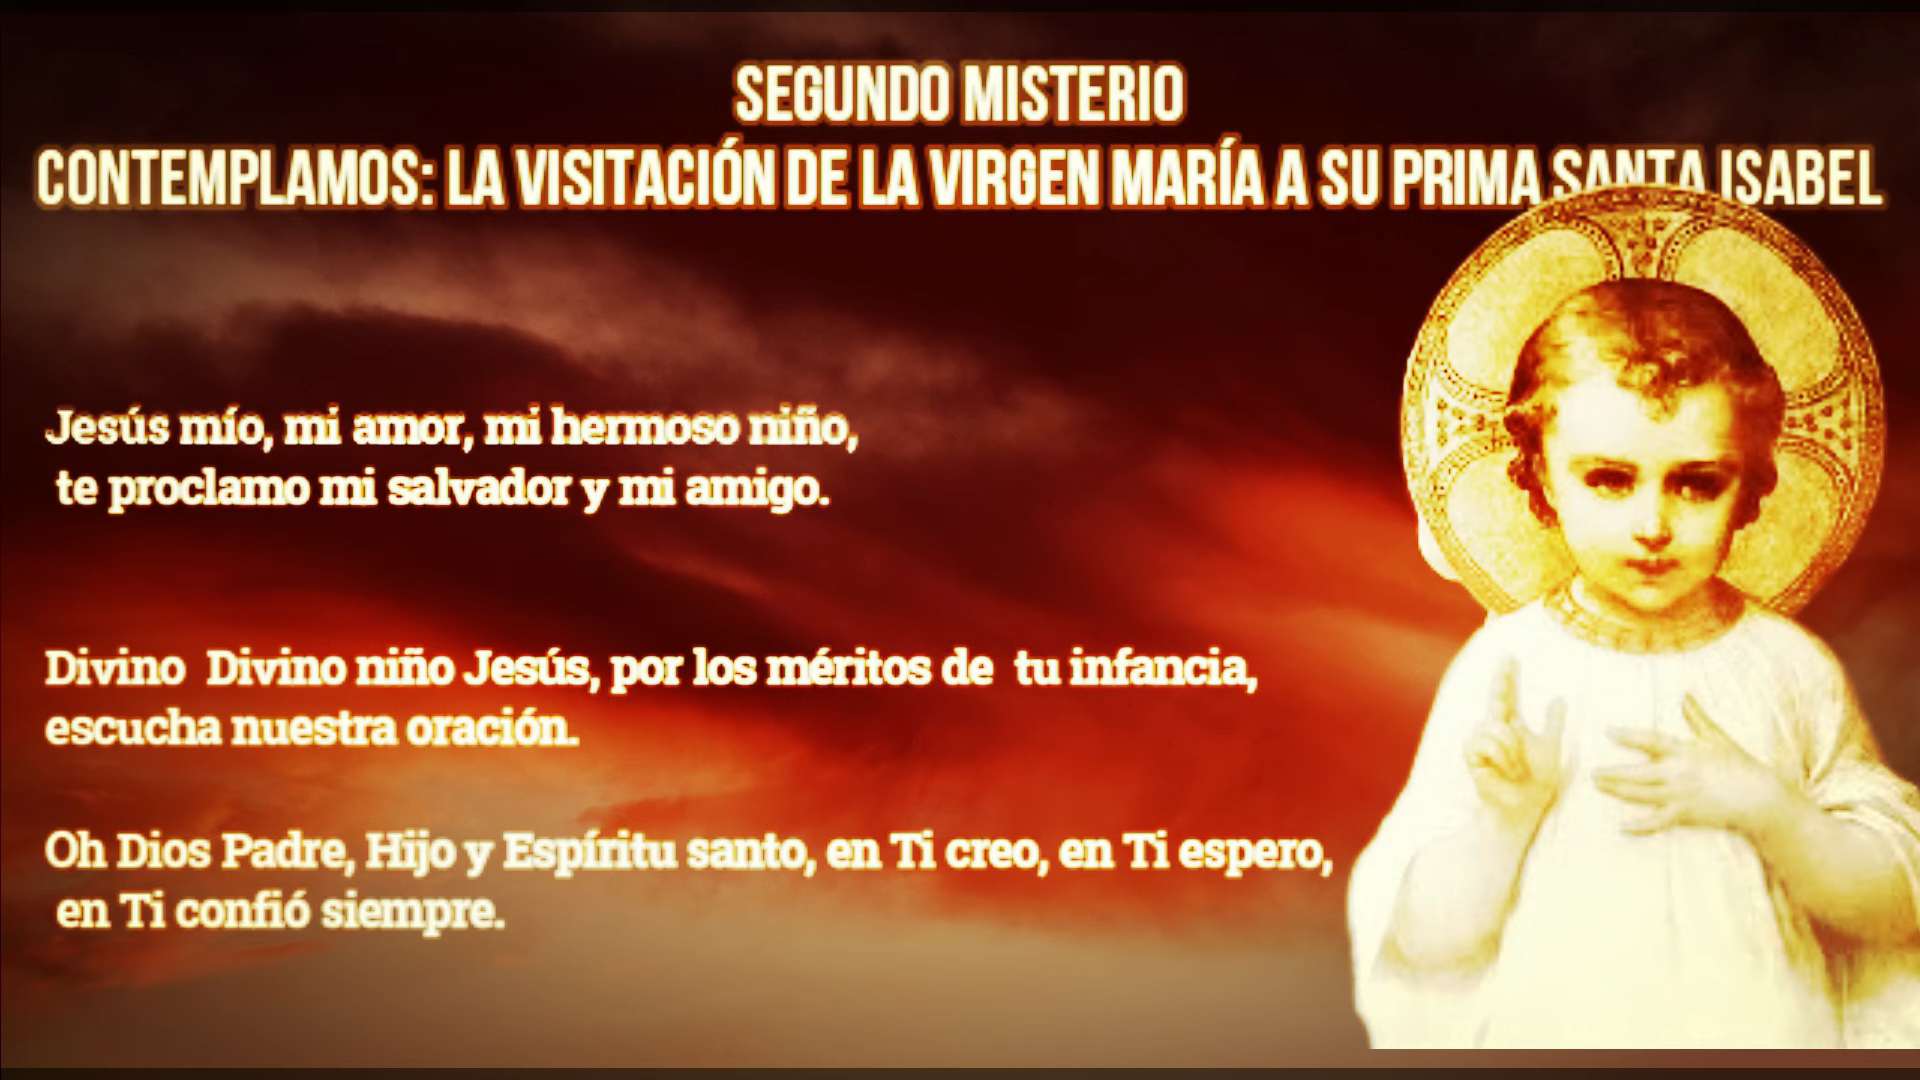 SEGUNDO MISTERIO
CONTEMPLAMOS: LA VISITACIÓN DE LA VIRGEN MARÍA A SU PRIMA SANTA ISABEL
Jesús mío, mi amor, mi hermoso niño,
te proclamo mi salvador y mi amigo.
Divino Divino niño Jesús, por los méritos de tu infancia,
escucha nuestra oración.
Oh Dios Padre, Hijo y Espíritu santo, en Ti creo, en Ti espero,
en Ti confió siempre.